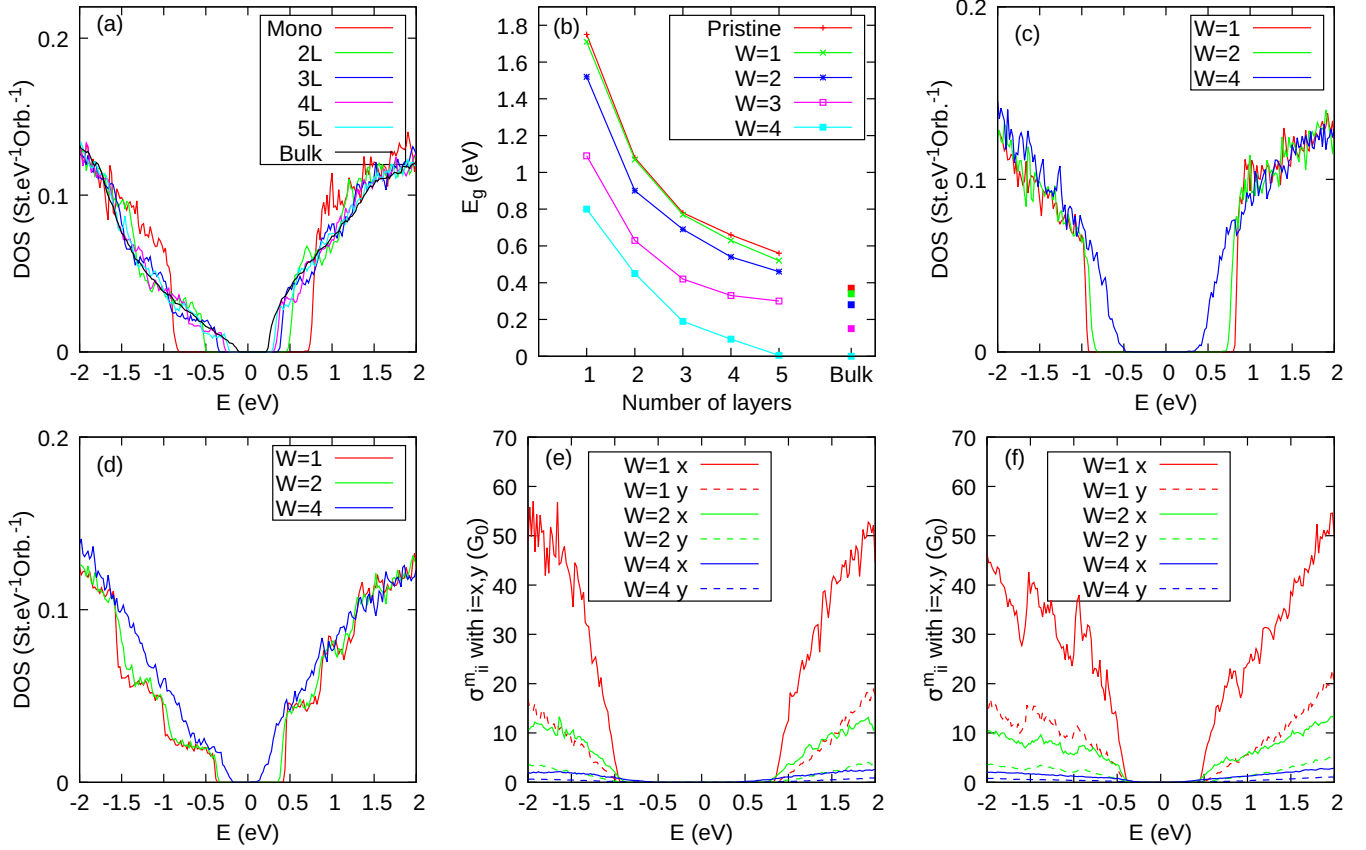 (a)
0.2
0.1
0
DOS (St.eV⁻¹Orb.⁻¹)
Mono
2L
3L
4L
5L
Bulk
-2 -1.5 -1 -0.5 0 0.5 1 1.5 2
E (eV)
(b)
1.8
1.6
1.4
1.2
1
0.8
0.6
0.4
0.2
0
E_g (eV)
Pristine
W=1
W=2
W=3
W=4
1 2 3 4 5 Bulk
Number of layers
(c)
0.2
0.1
0
DOS (St.eV⁻¹Orb.⁻¹)
W=1
W=2
W=4
-2 -1.5 -1 -0.5 0 0.5 1 1.5 2
E (eV)
(d)
0.2
0.1
0
DOS (St.eV⁻¹Orb.⁻¹)
W=1
W=2
W=4
-2 -1.5 -1 -0.5 0 0.5 1 1.5 2
E (eV)
(e)
70
60
50
40
30
20
10
0
σᵐ_ii with i=x,y (G₀)
W=1 x
W=1 y
W=2 x
W=2 y
W=4 x
W=4 y
-2 -1.5 -1 -0.5 0 0.5 1 1.5 2
E (eV)
(f)
70
60
50
40
30
20
10
0
σᵐ_ii with i=x,y (G₀)
W=1 x
W=1 y
W=2 x
W=2 y
W=4 x
W=4 y
-2 -1.5 -1 -0.5 0 0.5 1 1.5 2
E (eV)